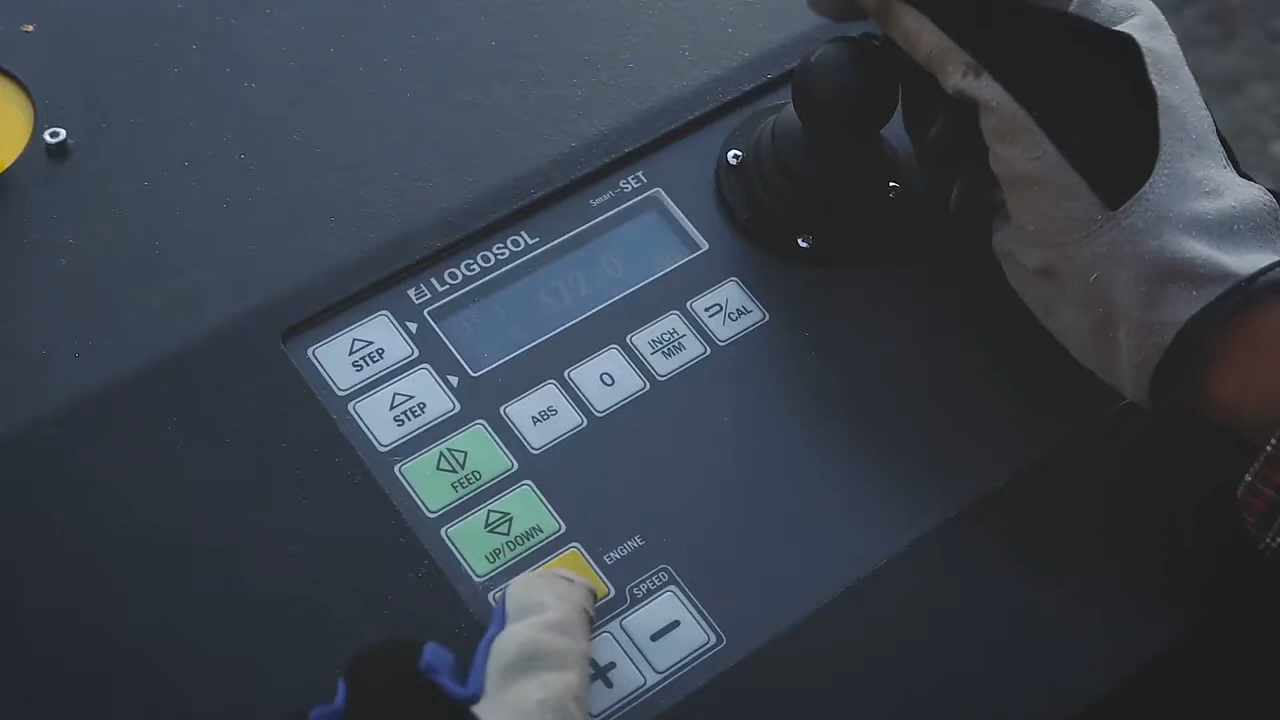 Smart-SET
LOGOSOL
STEP
STEP
FEED
UP/DOWN
ABS
0
INCH
MM
/CAL
ENGINE
SPEED
+
-